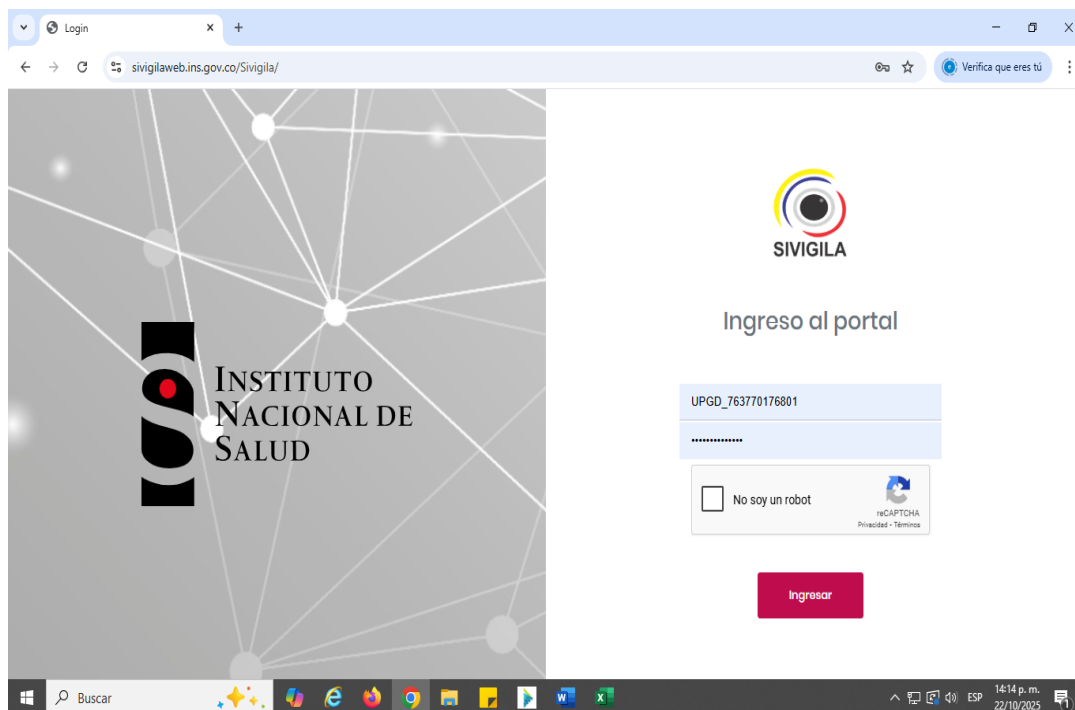 Login
sivigilaweb.ins.gov.co/Sivigila/
Verifica que eres tú
INSTITUTO
NACIONAL DE
SALUD
SIVIGILA
Ingreso al portal
UPGD_763770176801
••••••••••••••
No soy un robot
reCAPTCHA
Privacidad - Términos
Ingresar
Buscar
ESP
14:14 p. m.
22/10/2025
1